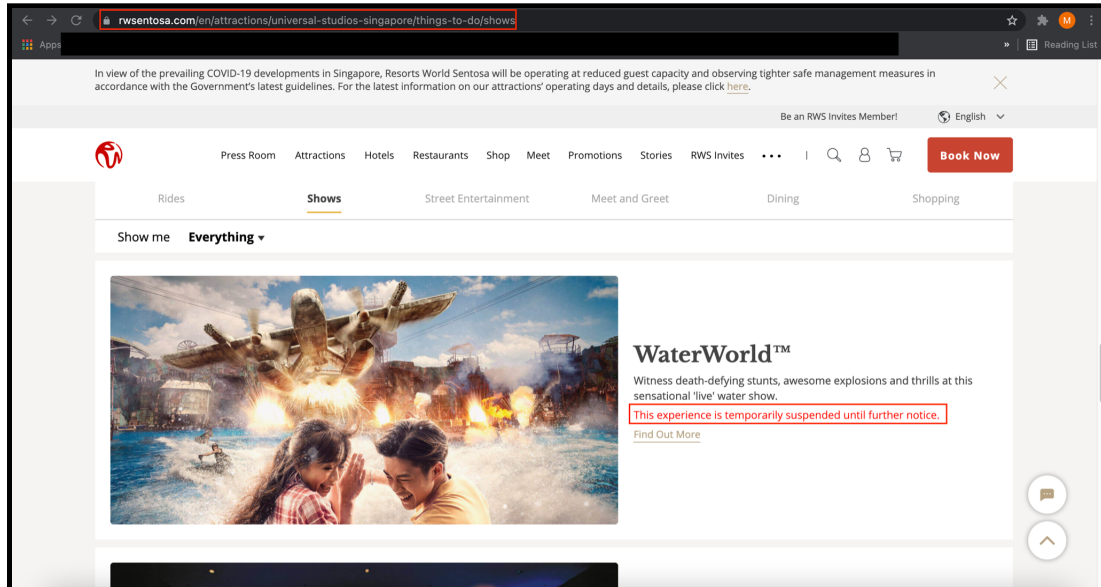 rwsentosa.com/en/attractions/universal-studios-singapore/things-to-do/shows
M
Apps
»
Reading List
In view of the prevailing COVID-19 developments in Singapore, Resorts World Sentosa will be operating at reduced guest capacity and observing tighter safe management measures in
accordance with the Government's latest guidelines. For the latest information on our attractions' operating days and details, please click here.
Be an RWS Invites Member! English
Press Room Attractions Hotels Restaurants Shop Meet Promotions Stories RWS Invites ••• | Book Now
Rides Shows Street Entertainment Meet and Greet Dining Shopping
Show me Everything
WaterWorld™
Witness death-defying stunts, awesome explosions and thrills at this
sensational 'live' water show.
This experience is temporarily suspended until further notice.
Find Out More